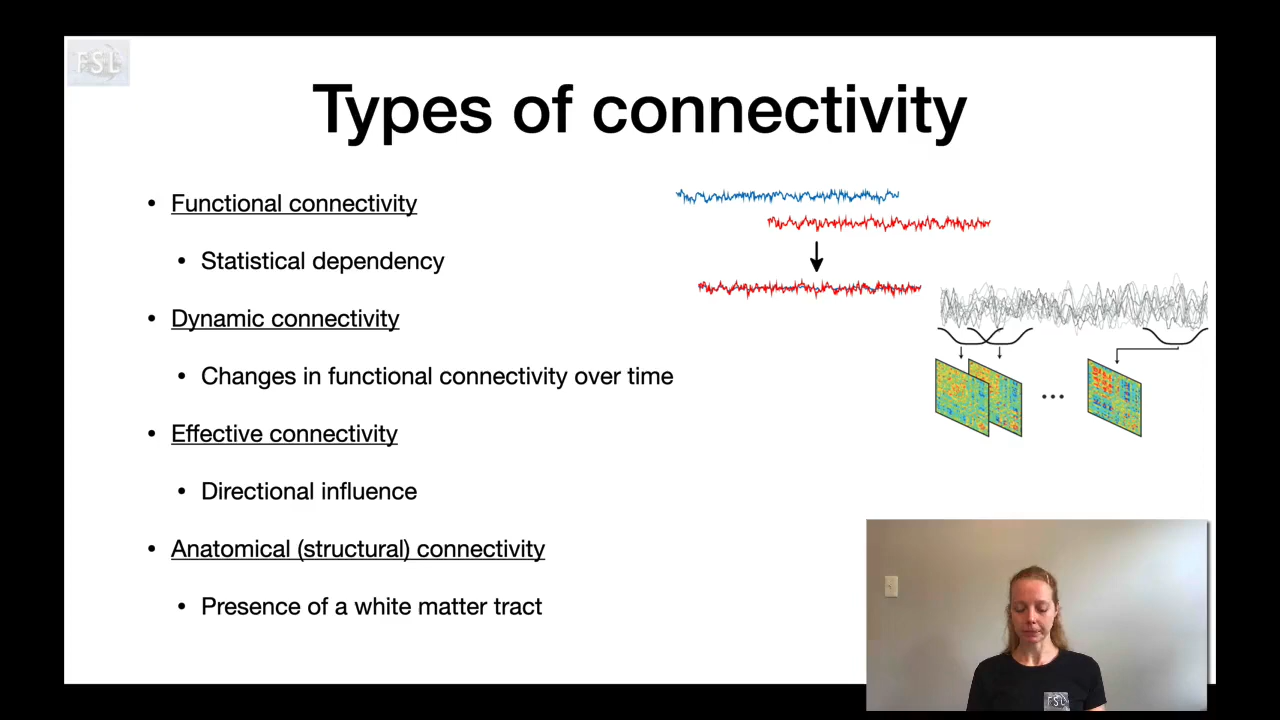 FSL
Types of connectivity
• Functional connectivity
• Statistical dependency
• Dynamic connectivity
• Changes in functional connectivity over time
• Effective connectivity
• Directional influence
• Anatomical (structural) connectivity
• Presence of a white matter tract
...
FSL